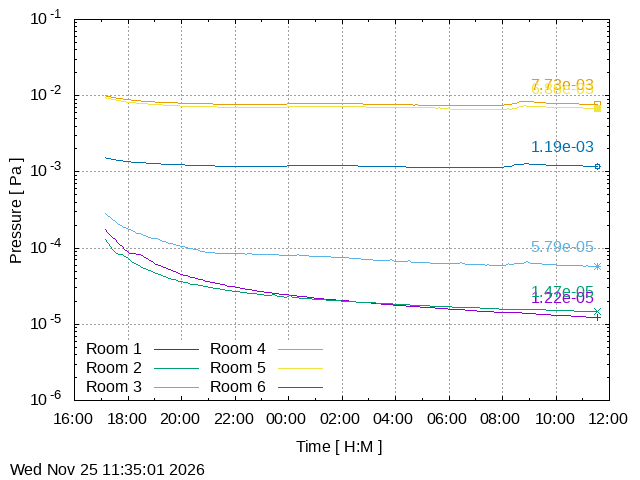 10^-1
10^-2
10^-3
10^-4
10^-5
10^-6
Pressure [ Pa ]
7.73e-03
1.19e-03
5.79e-05
1.47e-05
1.22e-05
Room 1
Room 2
Room 3
Room 4
Room 5
Room 6
16:00 18:00 20:00 22:00 00:00 02:00 04:00 06:00 08:00 10:00 12:00
Time [ H:M ]
Wed Nov 25 11:35:01 2026